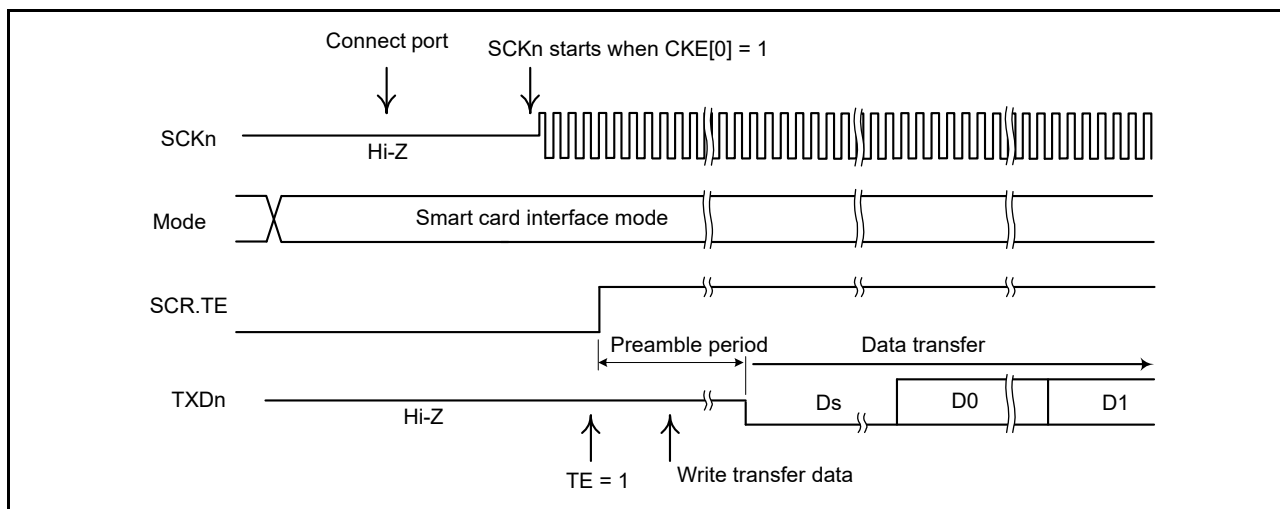 Connect port
SCKn starts when CKE[0] = 1
SCKn
Hi-Z
Mode
Smart card interface mode
SCR.TE
Preamble period
Data transfer
TXDn
Hi-Z
Ds
D0
D1
TE = 1
Write transfer data